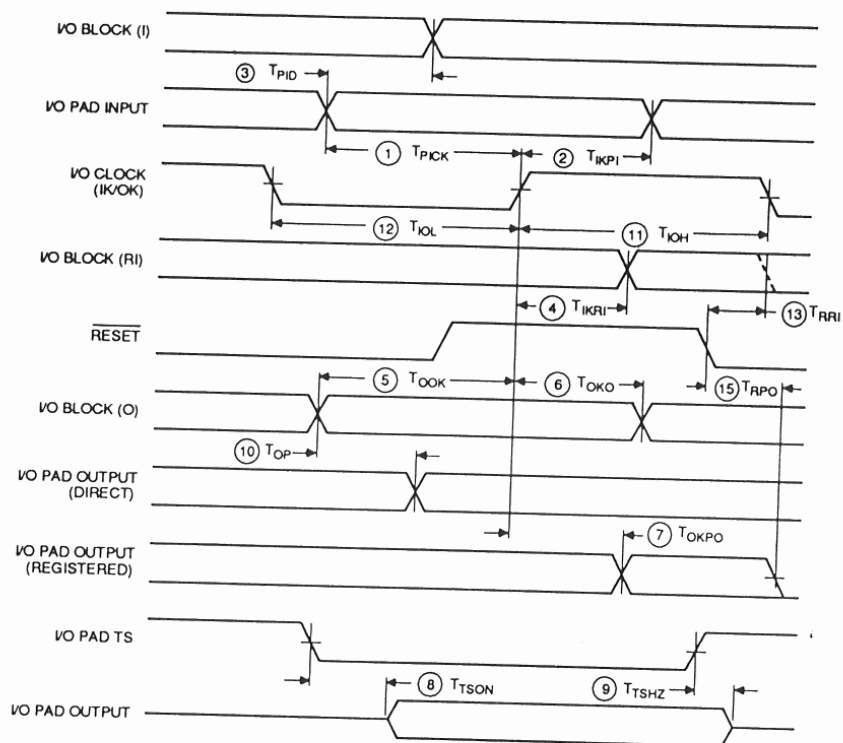 I/O BLOCK (I)
③ TPID
I/O PAD INPUT
① TPICK
② TIKPI
I/O CLOCK
(IK/OK)
⑫ TIOL
⑪ TIOH
I/O BLOCK (RI)
④ TIKRI
⑬ TRRI
RESET
⑤ TOOK
⑥ TOKO
⑮ TRPO
I/O BLOCK (O)
⑩ TOP
I/O PAD OUTPUT
(DIRECT)
⑦ TOKPO
I/O PAD OUTPUT
(REGISTERED)
I/O PAD TS
⑧ TTSON
⑨ TTSHZ
I/O PAD OUTPUT